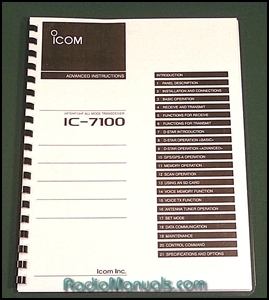 ICOM
ADVANCED INSTRUCTIONS
HF/VHF/UHF ALL MODE TRANSCEIVER
IC-7100
INTRODUCTION
1 PANEL DESCRIPTION
2 INSTALLATION AND CONNECTIONS
3 BASIC OPERATION
4 RECEIVE AND TRANSMIT
5 FUNCTIONS FOR RECEIVE
6 FUNCTIONS FOR TRANSMIT
7 D-STAR INTRODUCTION
8 D-STAR OPERATION <BASIC>
9 D-STAR OPERATION <ADVANCED>
10 GPS/GPS-A OPERATION
11 MEMORY OPERATION
12 SCAN OPERATION
13 USING AN SD CARD
14 VOICE MEMORY FUNCTION
15 VOICE TX FUNCTION
16 ANTENNA TUNER OPERATION
17 SET MODE
18 DATA COMMUNICATION
19 MAINTENANCE
20 CONTROL COMMAND
21 SPECIFICATIONS AND OPTIONS
Icom Inc.
RadioManuals.com